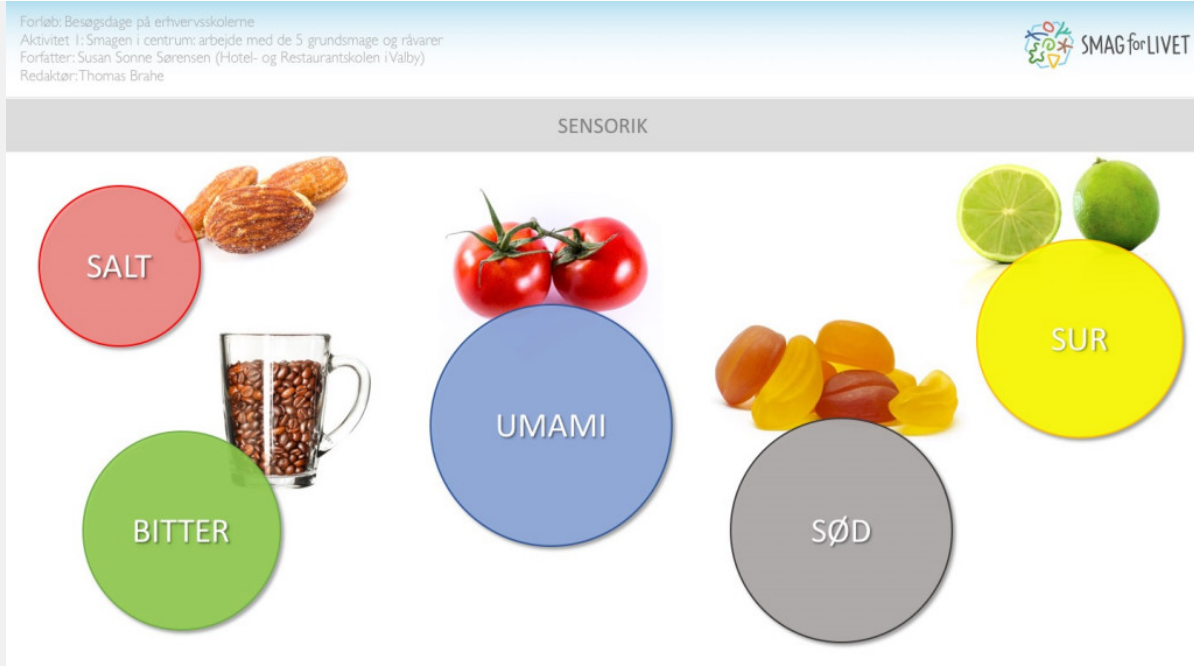 Forløb: Besøgsdage på erhvervsskolerne
Aktivitet 1: Smagen i centrum: arbejde med de 5 grundsmage og råvarer
Forfatter: Susan Sonne Sørensen (Hotel- og Restaurantskolen i Valby)
Redaktør: Thomas Brahe
SMAG for LIVET
SENSORIK
SALT
UMAMI
SUR
BITTER
SØD